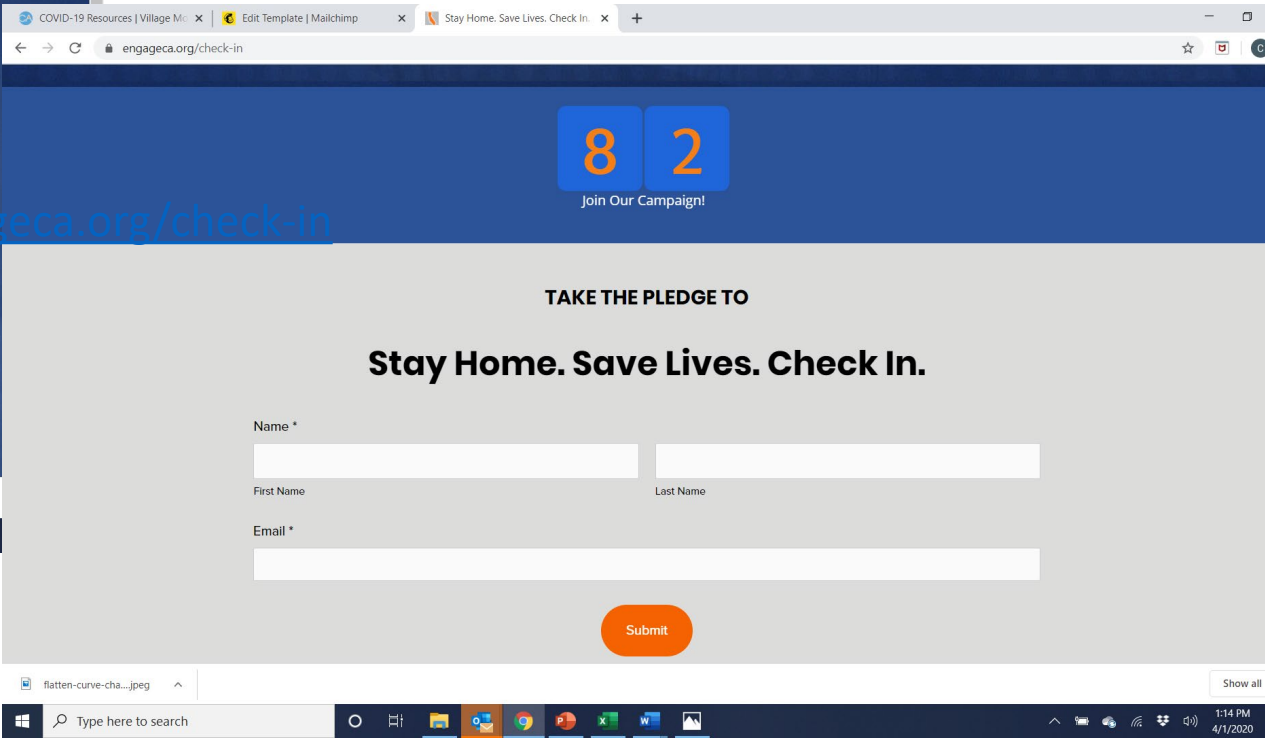 COVID-19 Resources | Village Mo
Edit Template | Mailchimp
Stay Home. Save Lives. Check In.
engageca.org/check-in
8 2
Join Our Campaign!
geca.org/check-in
TAKE THE PLEDGE TO
Stay Home. Save Lives. Check In.
Name *
First Name Last Name
Email *
Submit
flatten-curve-cha....jpeg
Show all
Type here to search
1:14 PM
4/1/2020